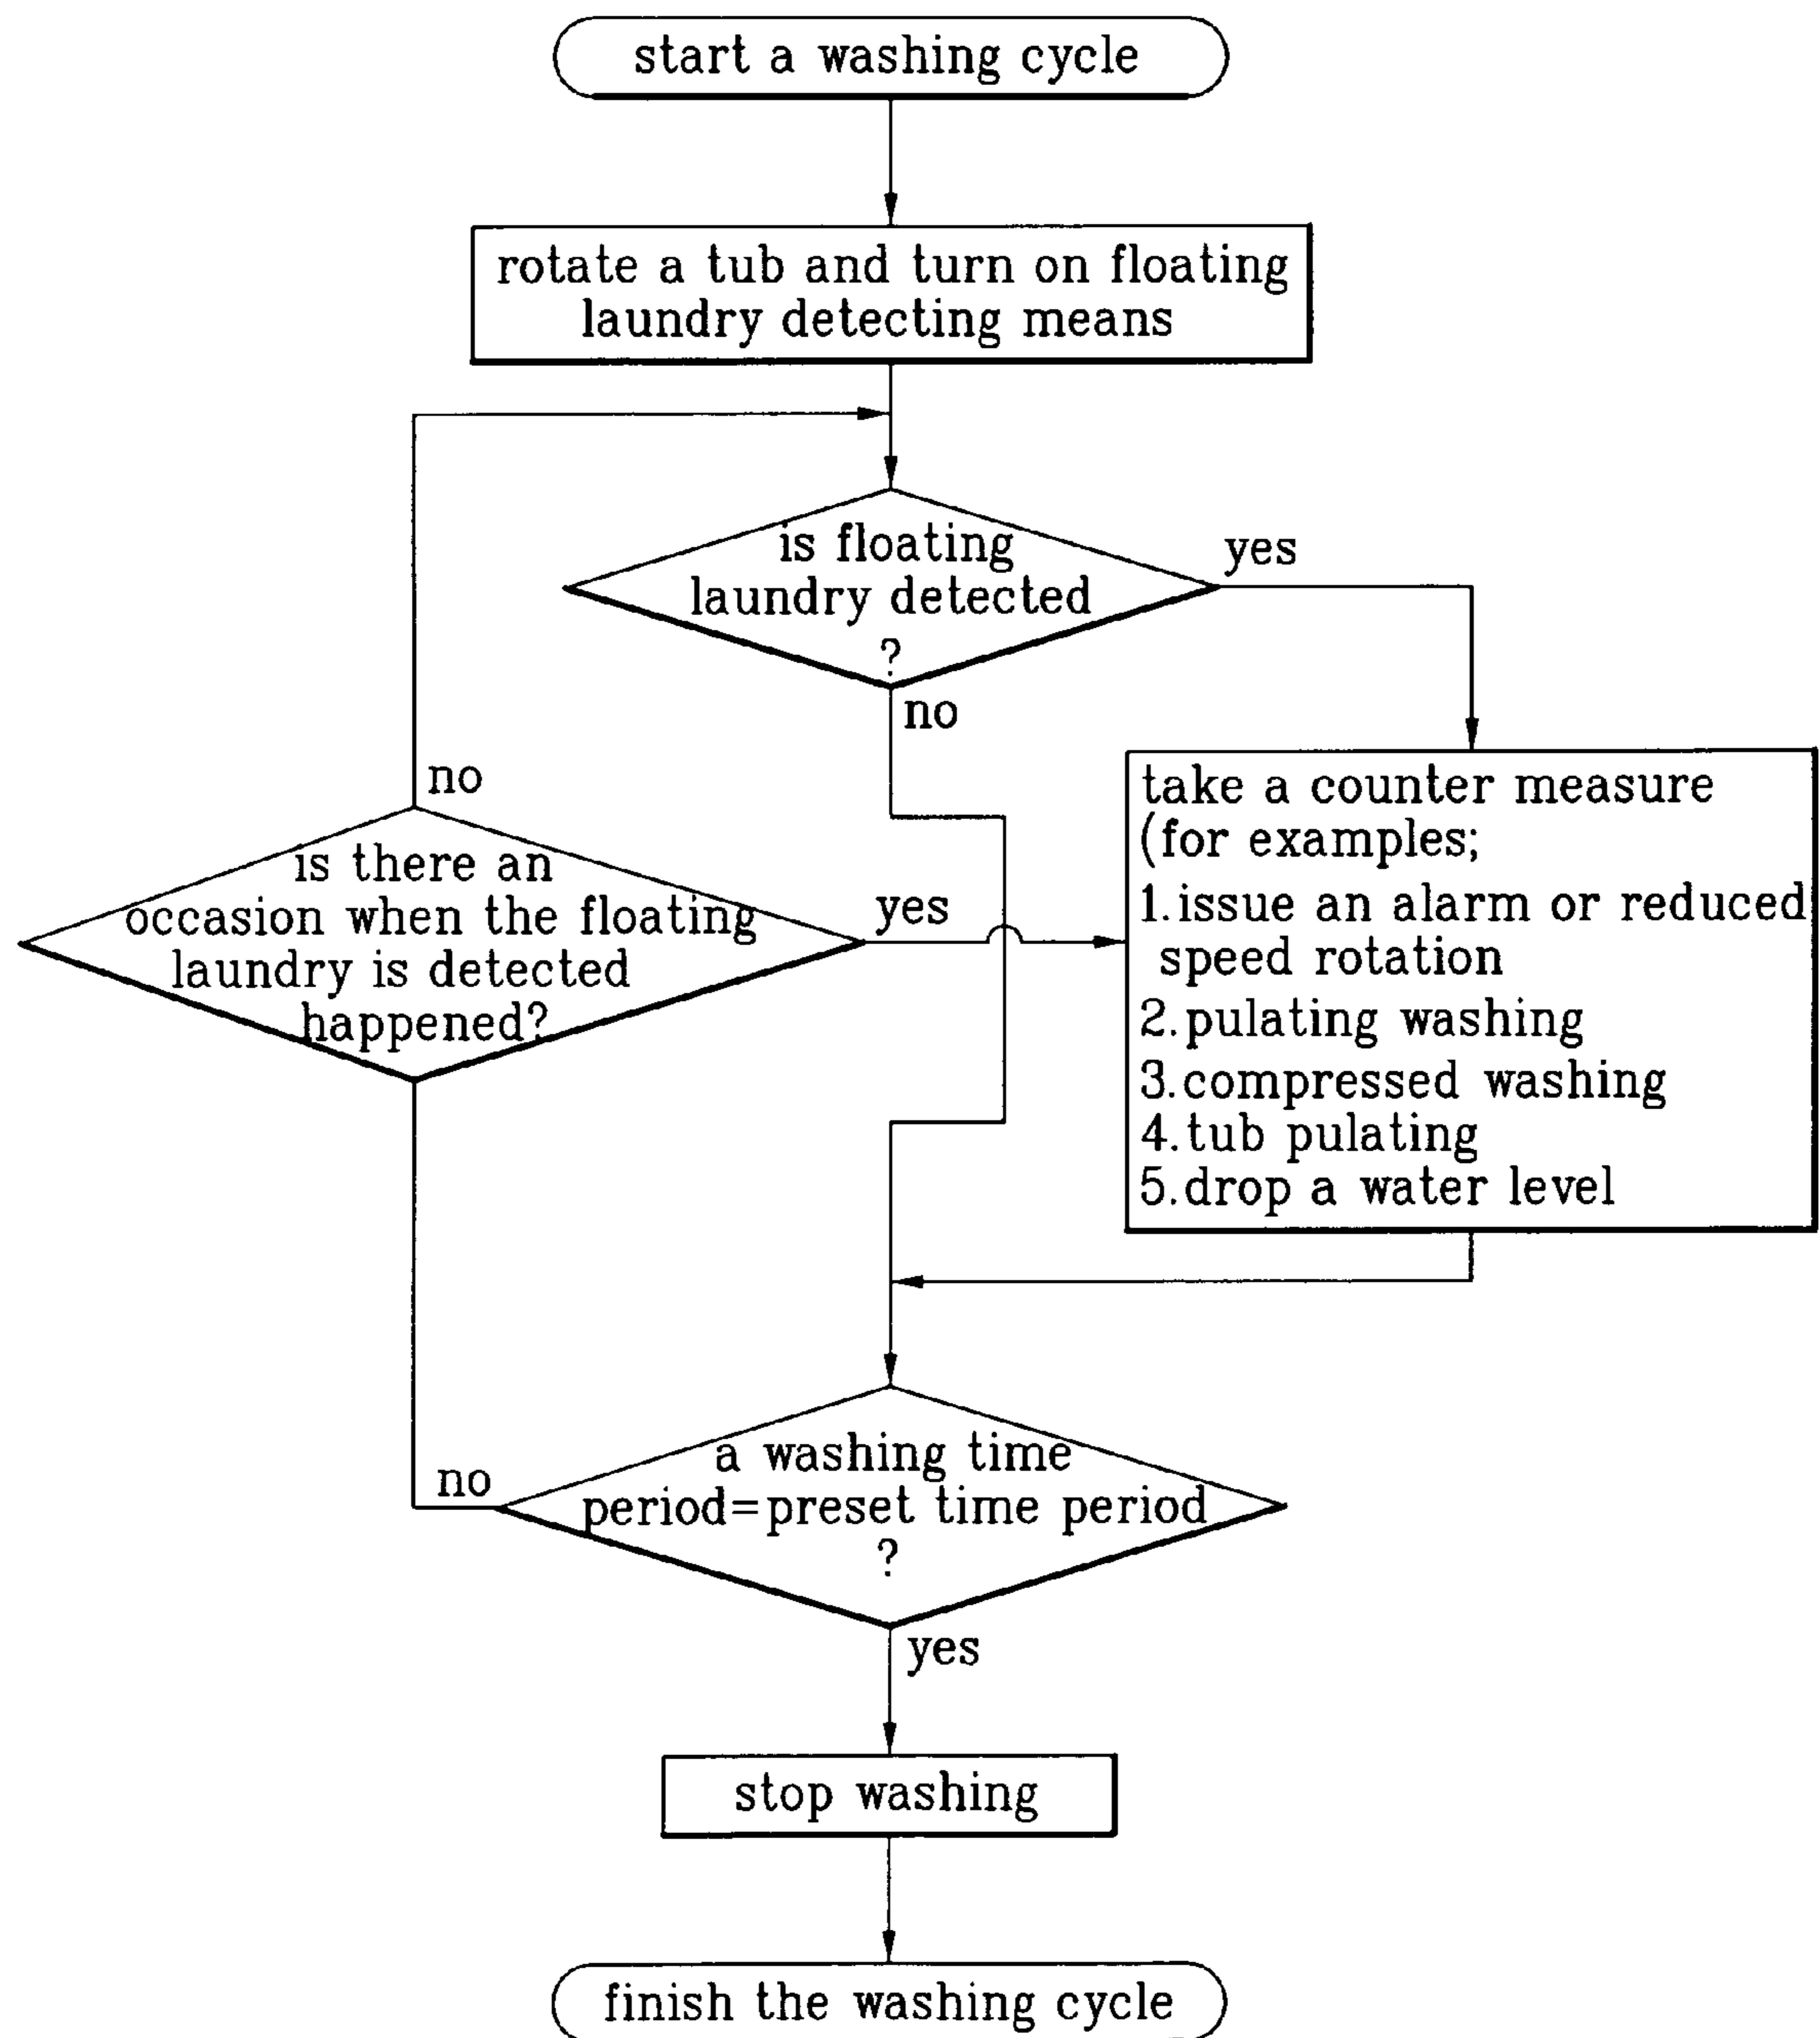 start a washing cycle
rotate a tub and turn on floating
laundry detecting means
is floating
laundry detected
?
yes
no
no
is there an
occasion when the floating
laundry is detected
happened?
yes
take a counter measure
(for examples;
1.issue an alarm or reduced
speed rotation
2.pulating washing
3.compressed washing
4.tub pulating
5.drop a water level
a washing time
period=preset time period
?
no
yes
stop washing
finish the washing cycle